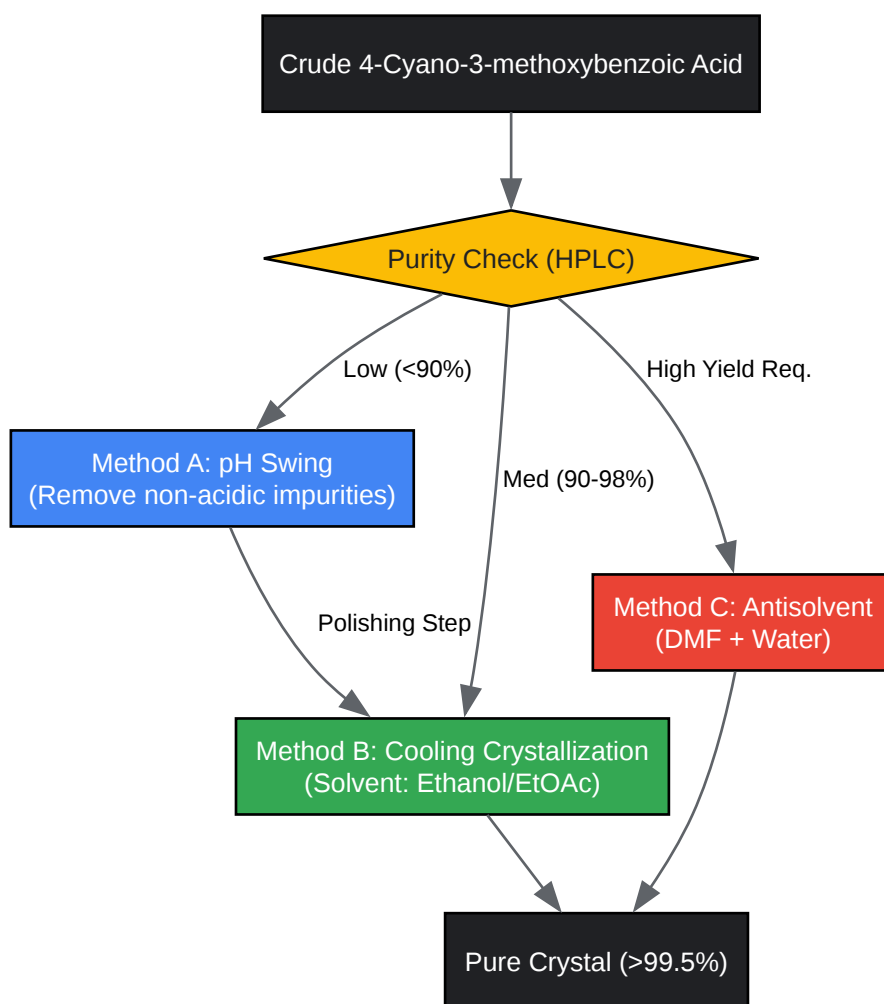 Crude 4-Cyano-3-methoxybenzoic Acid
Purity Check (HPLC)
Low (<90%)
High Yield Req.
Method A: pH Swing
(Remove non-acidic impurities)
Med (90-98%)
Method C: Antisolvent
(DMF + Water)
Polishing Step
Method B: Cooling Crystallization
(Solvent: Ethanol/EtOAc)
Pure Crystal (>99.5%)